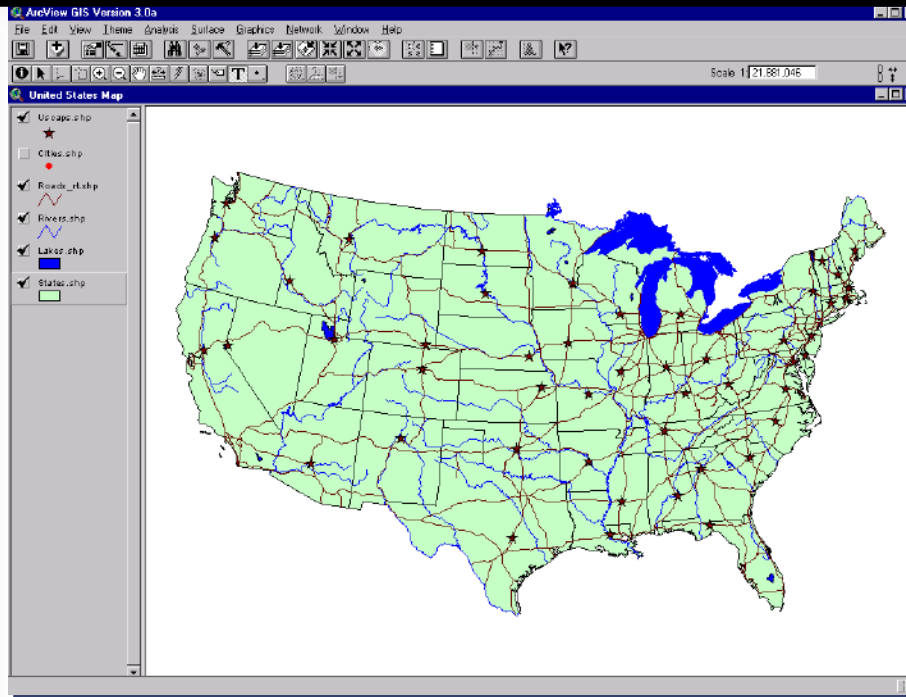 ArcView GIS Version 3.0a
File Edit View Theme Analysis Surface Graphics Network Window Help
T
Scale 1: 21,881,046
United States Map
Uscaps.shp
Cities.shp
Roads_rt.shp
Rivers.shp
Lakes.shp
States.shp